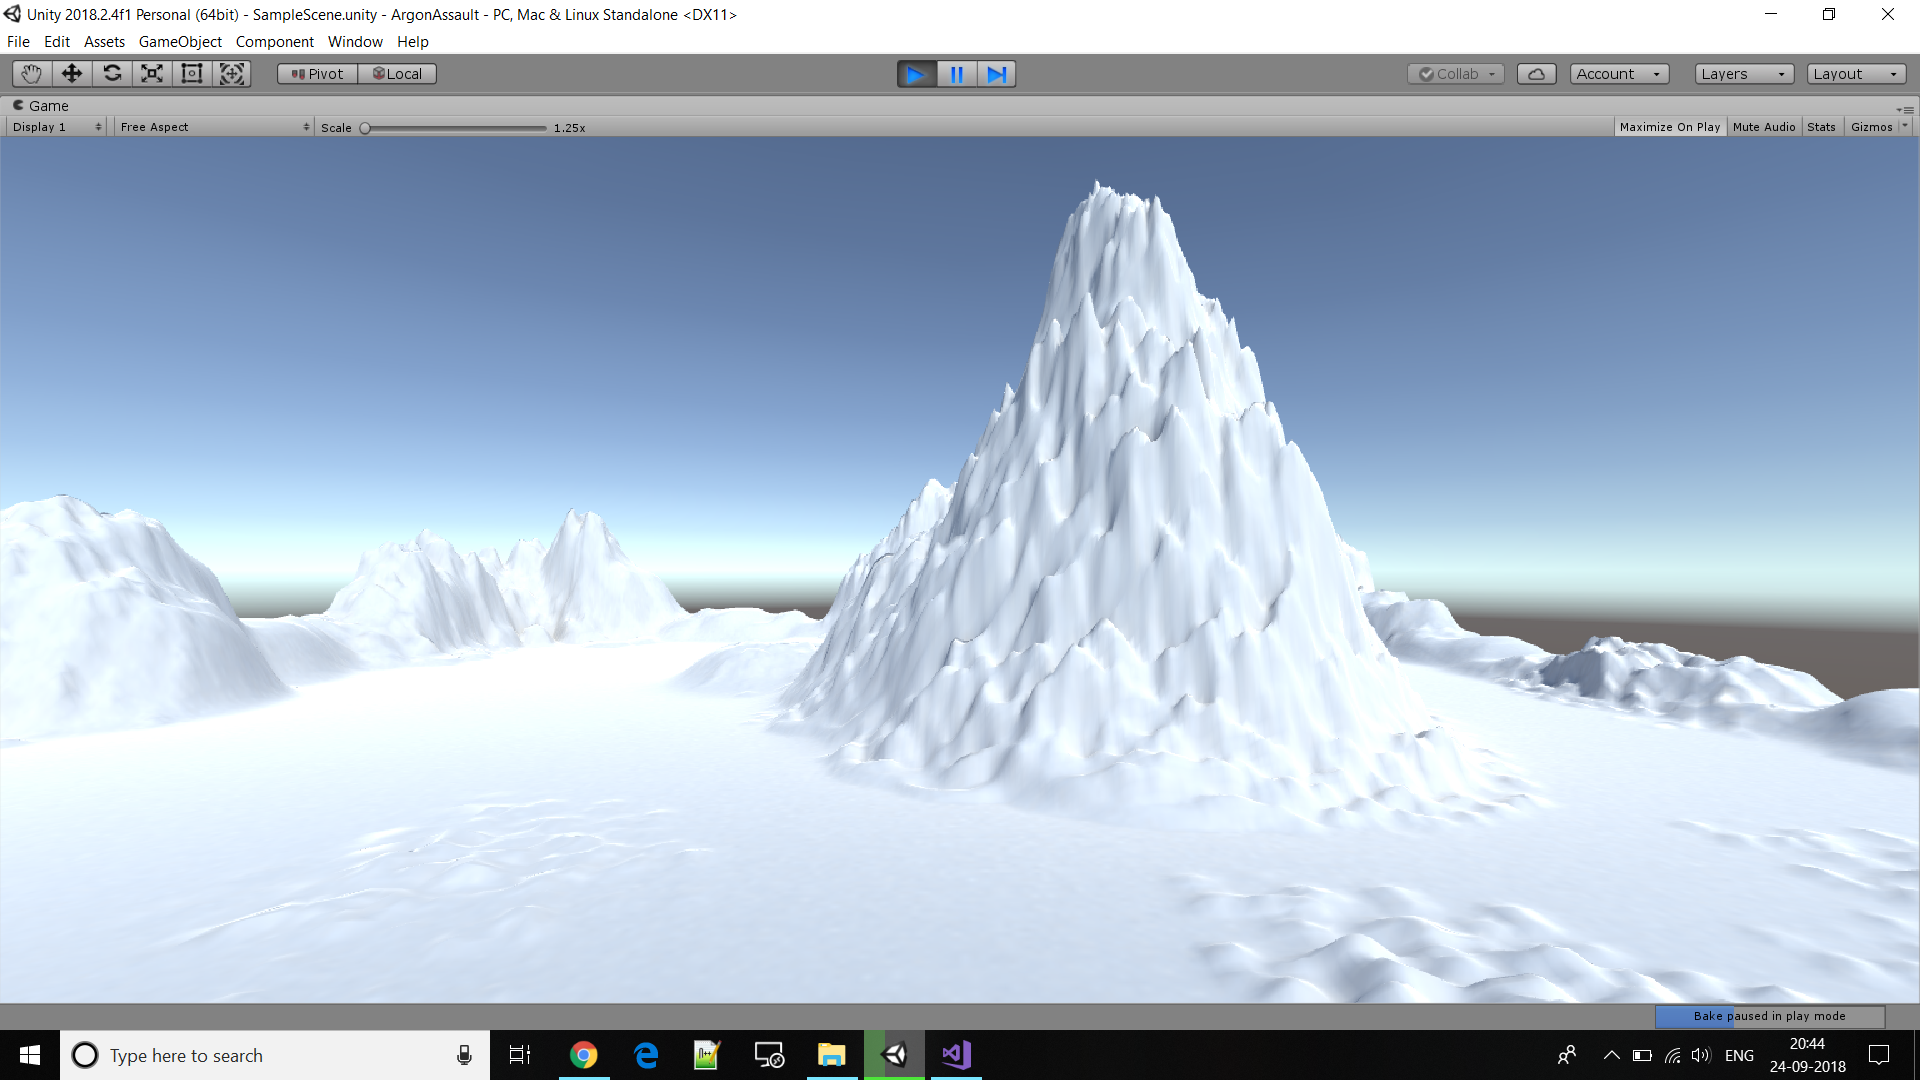 Unity 2018.2.4f1 Personal (64bit) - SampleScene.unity - ArgonAssault - PC, Mac & Linux Standalone <DX11>
File Edit Assets GameObject Component Window Help
Pivot Local Collab Account Layers Layout
Game
Display 1 Free Aspect Scale 1.25x Maximize On Play Mute Audio Stats Gizmos
Bake paused in play mode
Type here to search ENG 20:44
24-09-2018